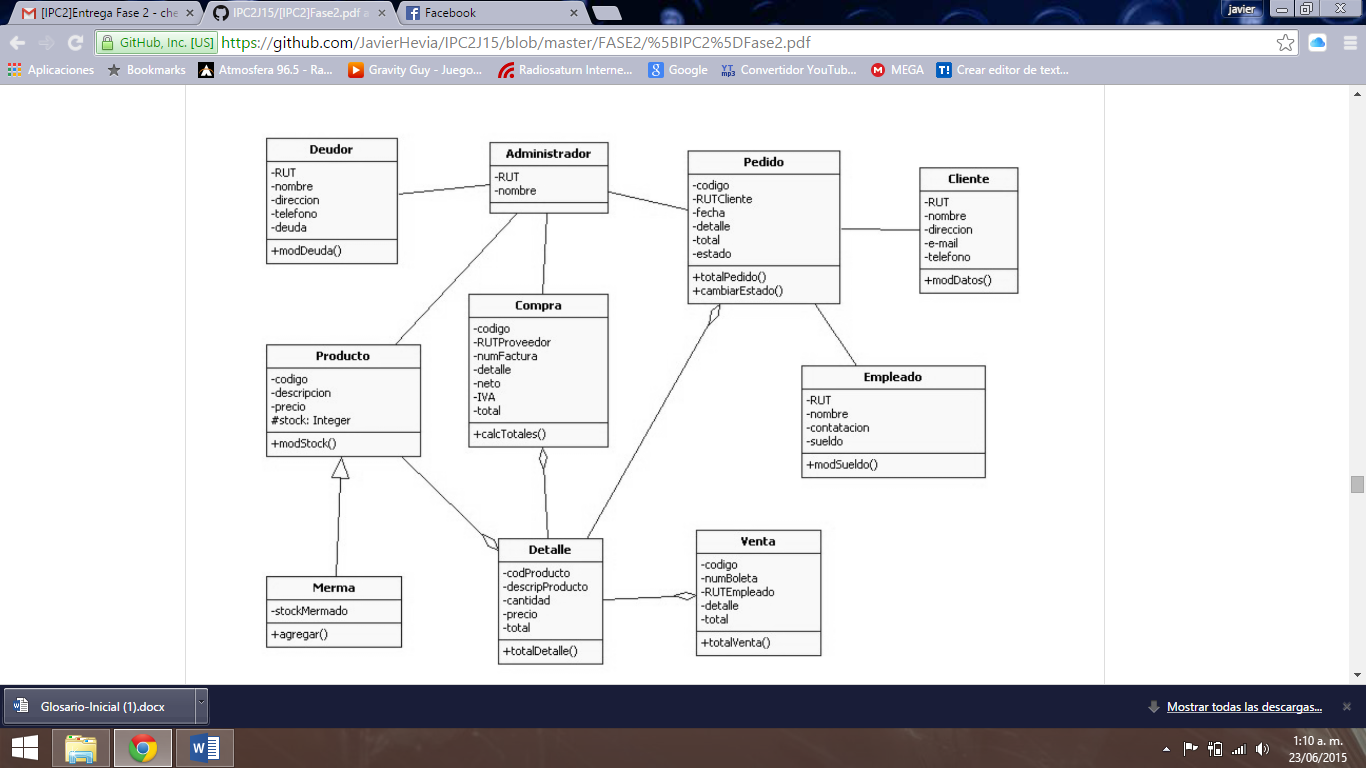 [IPC2]Entrega Fase 2 - che
IPC2J15/[IPC2]Fase2.pdf a
Facebook
javier
GitHub, Inc. [US]
https://github.com/JavierHevia/IPC2J15/blob/master/FASE2/%5BIPC2%5DFase2.pdf
Aplicaciones
Bookmarks
Atmosfera 96.5 - Ra...
Gravity Guy - Juego...
Radiosaturn Interne...
Google
Convertidor YouTub...
MEGA
Crear editor de text...
Deudor
-RUT
-nombre
-direccion
-telefono
-deuda
+modDeuda()
Administrador
-RUT
-nombre
Pedido
-codigo
-RUTCliente
-fecha
-detalle
-total
-estado
+totalPedido()
+cambiarEstado()
Cliente
-RUT
-nombre
-direccion
-e-mail
-telefono
+modDatos()
Compra
-codigo
-RUTProveedor
-numFactura
-detalle
-neto
-IVA
-total
+calcTotales()
Producto
-codigo
-descripcion
-precio
#stock: Integer
+modStock()
Empleado
-RUT
-nombre
-contatacion
-sueldo
+modSueldo()
Merma
-stockMermado
+agregar()
Detalle
-codProducto
-descripProducto
-cantidad
-precio
-total
+totalDetalle()
Venta
-codigo
-numBoleta
-RUTEmpleado
-detalle
-total
+totalVenta()
Glosario-Inicial (1).docx
Mostrar todas las descargas...
1:10 a. m.
23/06/2015